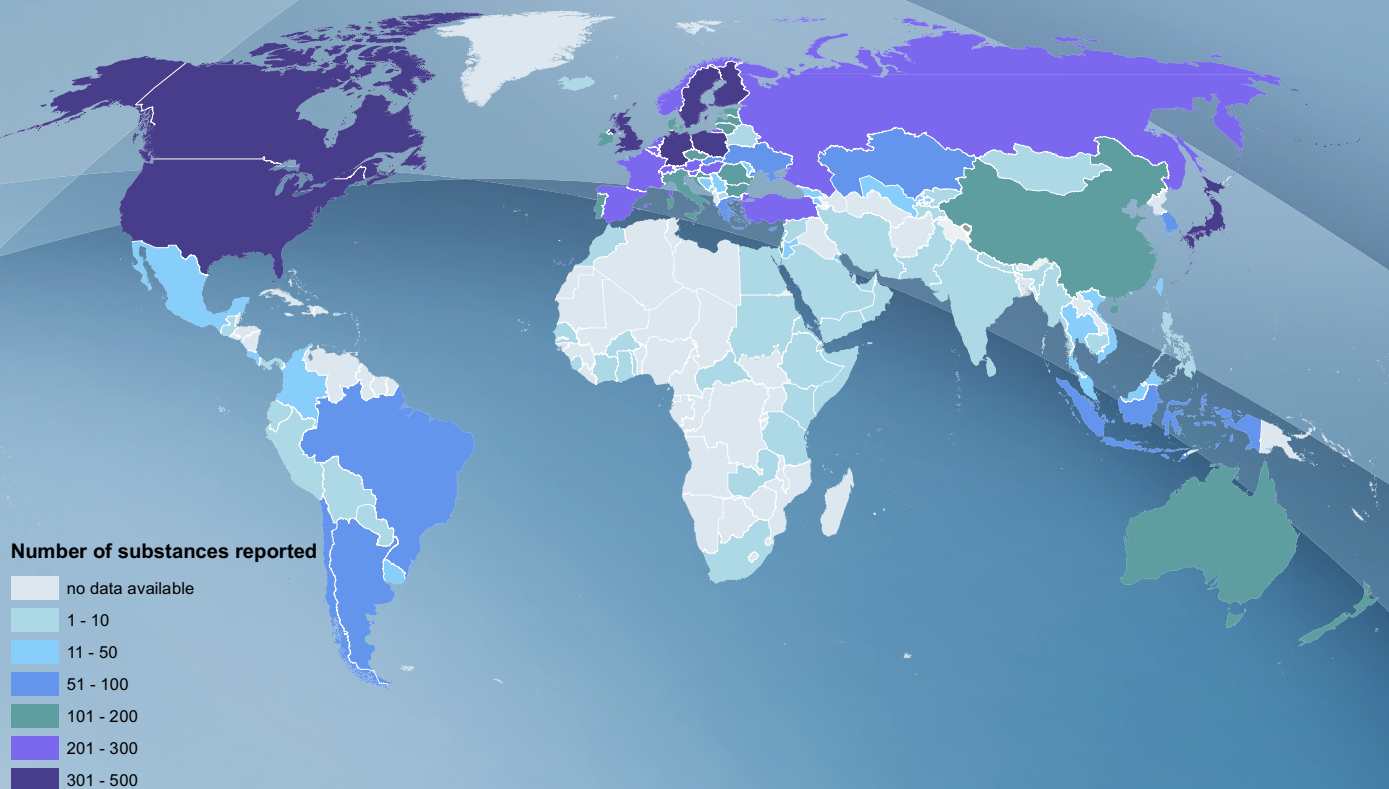 Number of substances reported
no data available
1 - 10
11 - 50
51 - 100
101 - 200
201 - 300
301 - 500